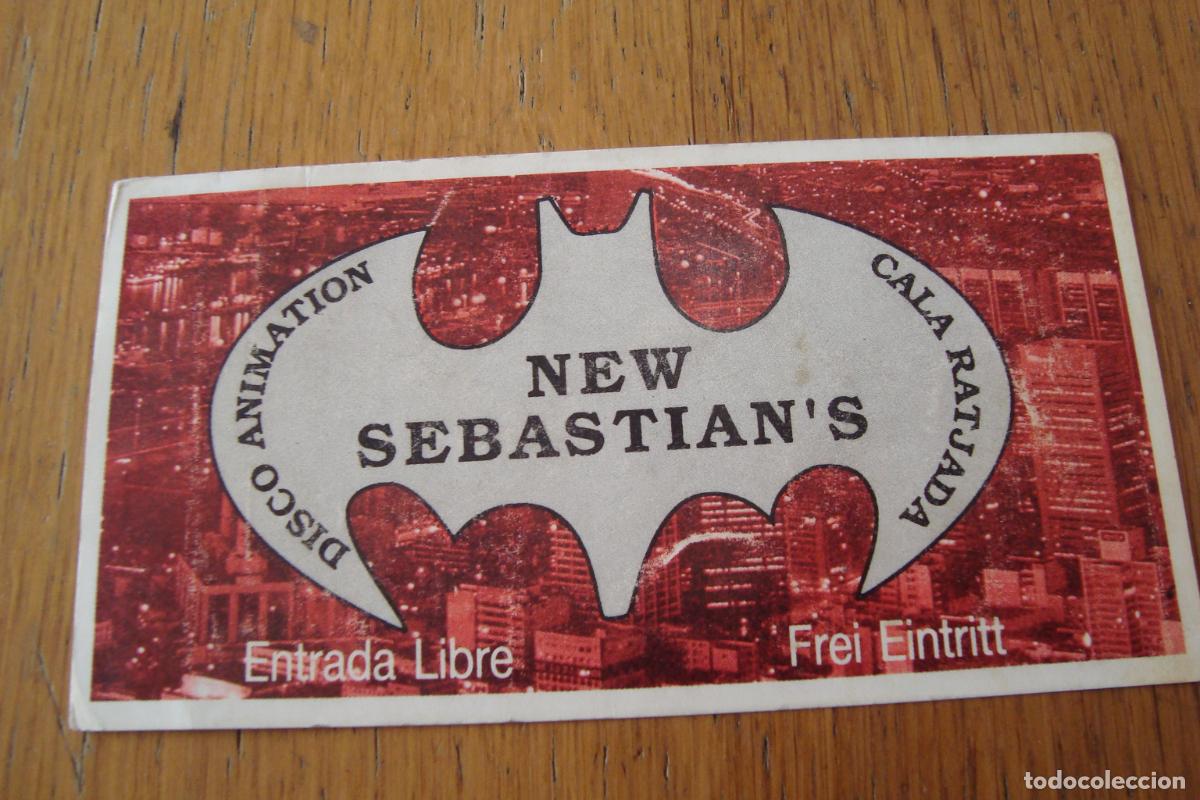 DISCO ANIMATION
NEW
SEBASTIAN'S
CALA RATJADA
Entrada Libre
Frei Eintritt
todocoleccion